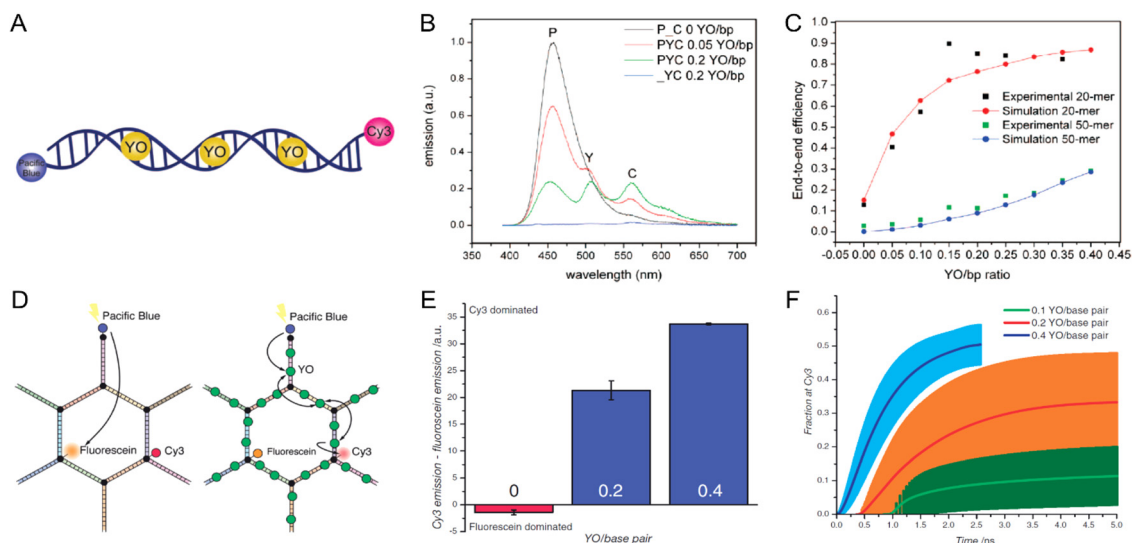 A
Pacific
Blue
YO
YO
YO
Cy3
B
P
Y
C
P_C 0 YO/bp
PYC 0.05 YO/bp
PYC 0.2 YO/bp
_YC 0.2 YO/bp
emission (a.u.)
1.0
0.8
0.6
0.4
0.2
0.0
350 400 450 500 550 600 650 700
wavelength (nm)
C
End-to-end efficiency
1.0
0.9
0.8
0.7
0.6
0.5
0.4
0.3
0.2
0.1
0.0
Experimental 20-mer
Simulation 20-mer
Experimental 50-mer
Simulation 50-mer
-0.05 0.00 0.05 0.10 0.15 0.20 0.25 0.30 0.35 0.40 0.45
YO/bp ratio
D
Pacific Blue
Fluorescein
Cy3
Pacific Blue
YO
Fluorescein
Cy3
E
Cy3 emission - fluoroscein emission /a.u.
Cy3 dominated
35
30
25
20
15
10
5
0
-5
0
0.2
0.4
Fluorescein dominated
YO/base pair
F
Fraction at Cy3
0.6
0.5
0.4
0.3
0.2
0.1
0.0
0.1 YO/base pair
0.2 YO/base pair
0.4 YO/base pair
0.0 0.5 1.0 1.5 2.0 2.5 3.0 3.5 4.0 4.5 5.0
Time /ns